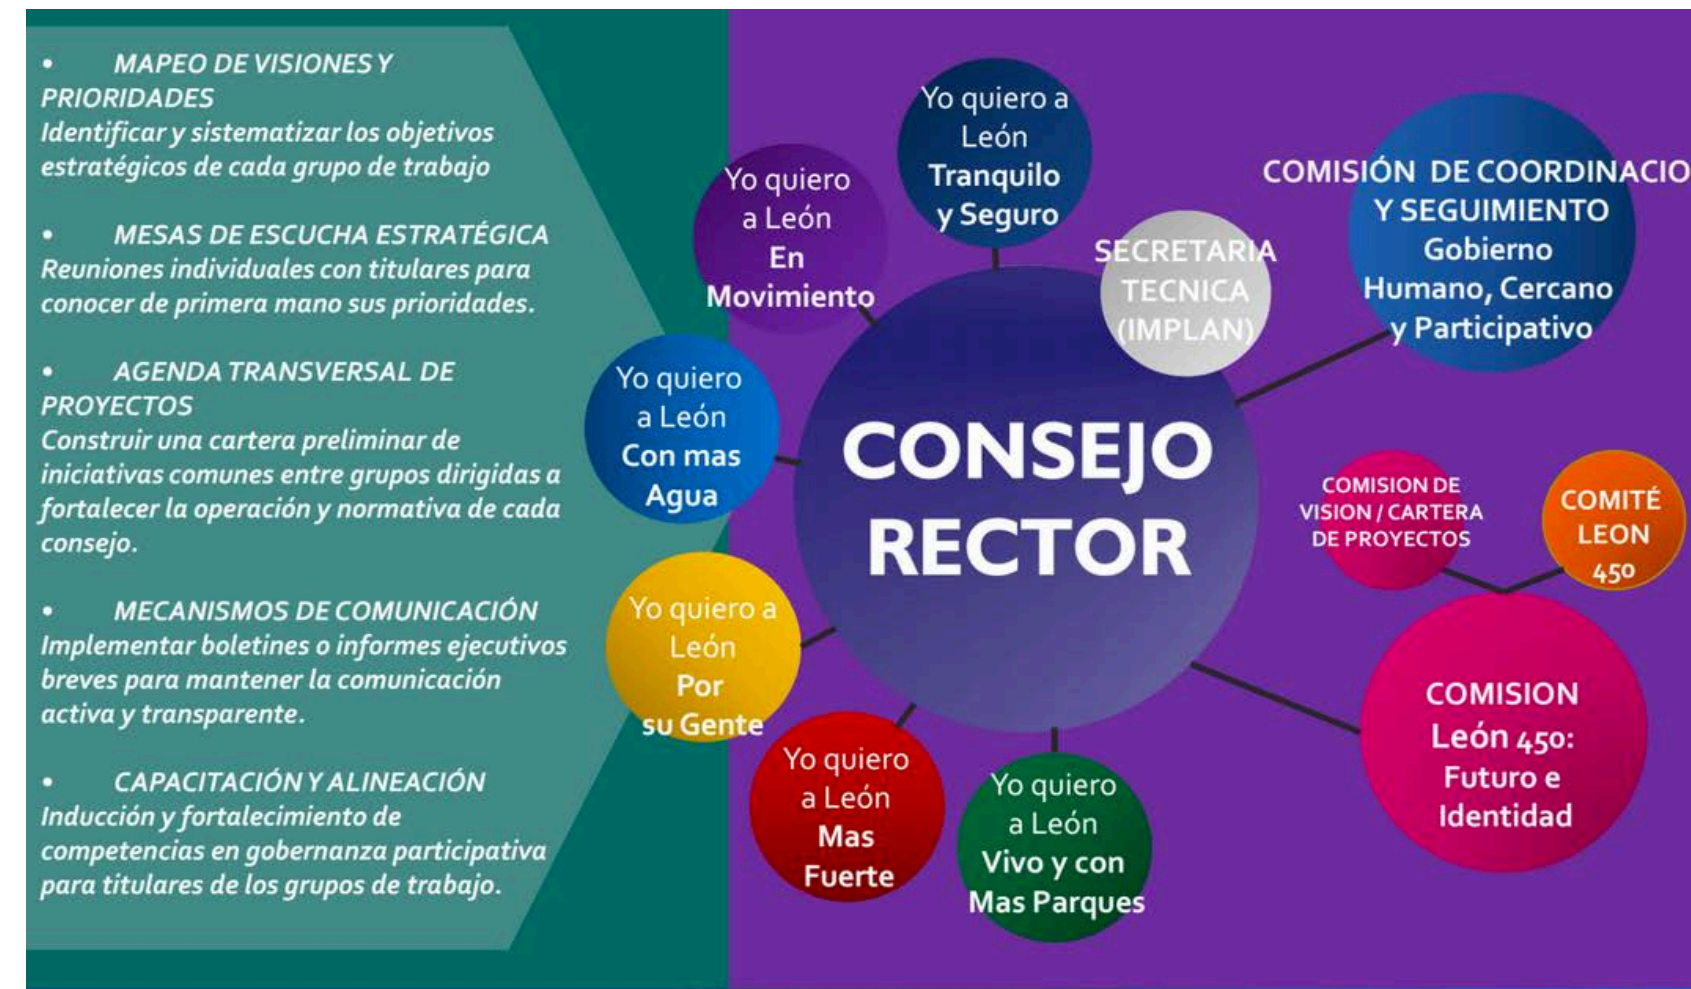 • MAPEO DE VISIONES Y
PRIORIDADES
Identificar y sistematizar los objetivos
estratégicos de cada grupo de trabajo
• MESAS DE ESCUCHA ESTRATÉGICA
Reuniones individuales con titulares para
conocer de primera mano sus prioridades.
• AGENDA TRANSVERSAL DE
PROYECTOS
Construir una cartera preliminar de
iniciativas comunes entre grupos dirigidas a
fortalecer la operación y normativa de cada
consejo.
• MECANISMOS DE COMUNICACIÓN
Implementar boletines o informes ejecutivos
breves para mantener la comunicación
activa y transparente.
• CAPACITACIÓN Y ALINEACIÓN
Inducción y fortalecimiento de
competencias en gobernanza participativa
para titulares de los grupos de trabajo.
Yo quiero a
León
Tranquilo
y Seguro
Yo quiero
a León
En
Movimiento
Yo quiero
a León
Con mas
Agua
Yo quiero a
León
Por
su Gente
Yo quiero
a León
Mas
Fuerte
Yo quiero
a León
Vivo y con
Mas Parques
CONSEJO
RECTOR
SECRETARIA
TECNICA
(IMPLAN)
COMISIÓN DE COORDINACIO
Y SEGUIMIENTO
Gobierno
Humano, Cercano
y Participativo
COMISION DE
VISION / CARTERA
DE PROYECTOS
COMITÉ
LEON
450
COMISION
León 450:
Futuro e
Identidad